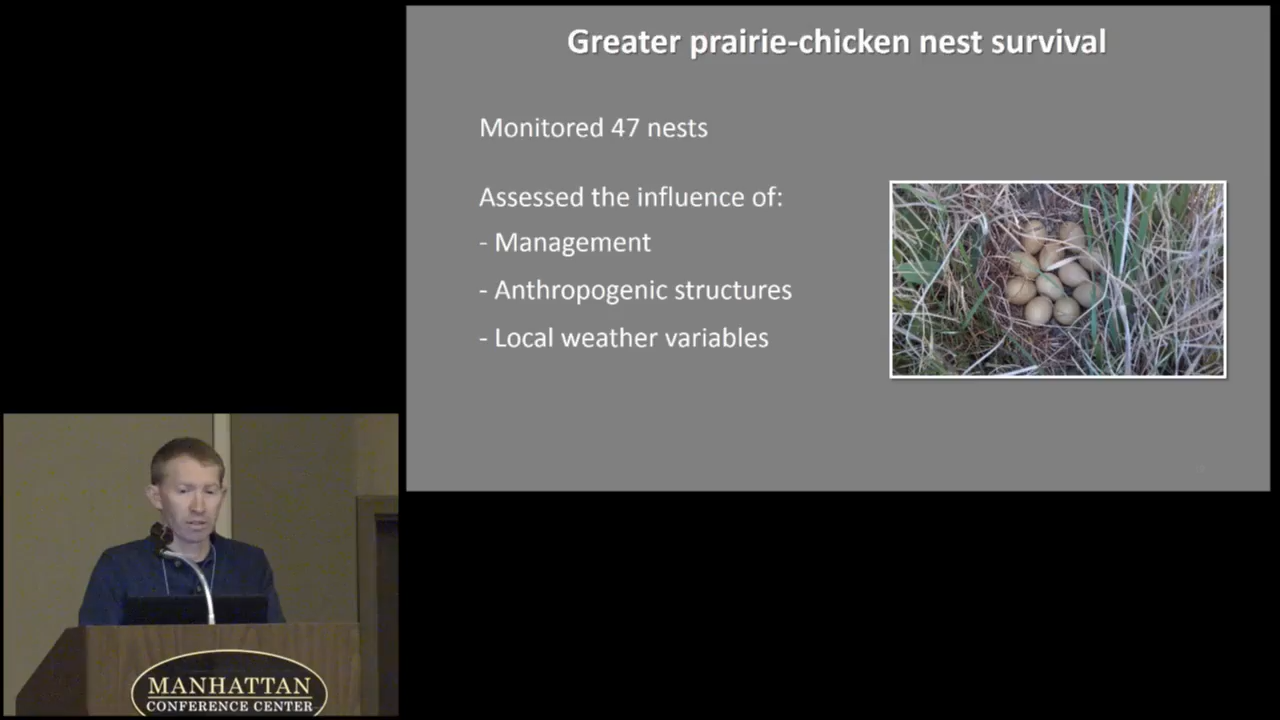 Greater prairie-chicken nest survival
Monitored 47 nests
Assessed the influence of:
- Management
- Anthropogenic structures
- Local weather variables
MANHATTAN
CONFERENCE CENTER